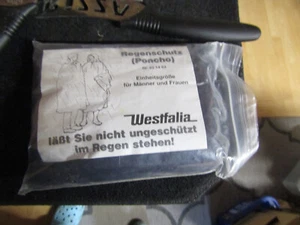 Regenschutz
(Poncho)
Einheitsgröße
für Männer und Frauen
Westfalia
läßt Sie nicht ungeschützt
im Regen stehen!